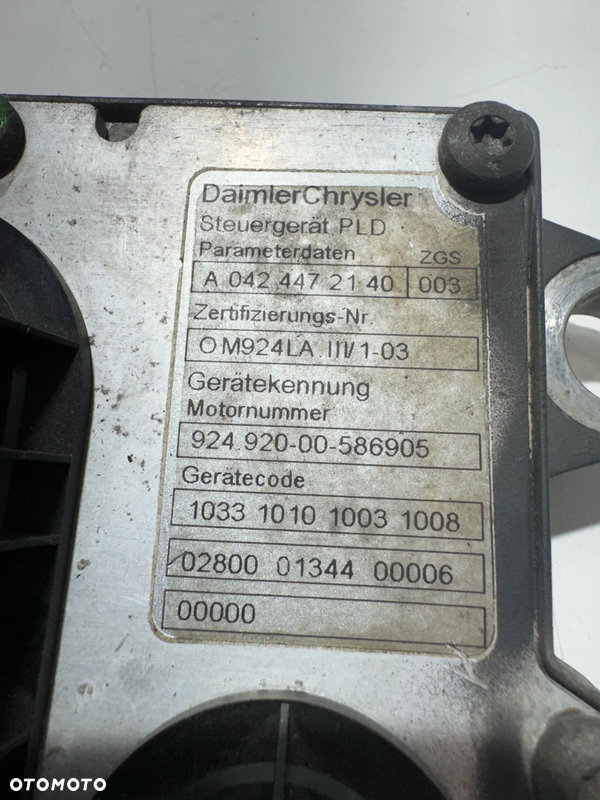 DaimlerChrysler
Steuergerät PLD
Parameterdaten ZGS
A 042 447 21 40 003
Zertifizierungs-Nr.
OM924LA.III/1-03
Gerätekennung
Motornummer
924.920-00-586905
Gerätecode
1033 1010 1003 1008
02800 01344 00006
00000
OTOMOTO